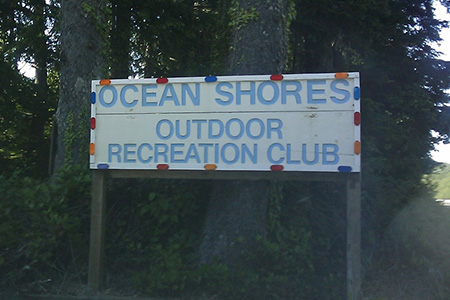 OCEAN SHORES
OUTDOOR
RECREATION CLUB